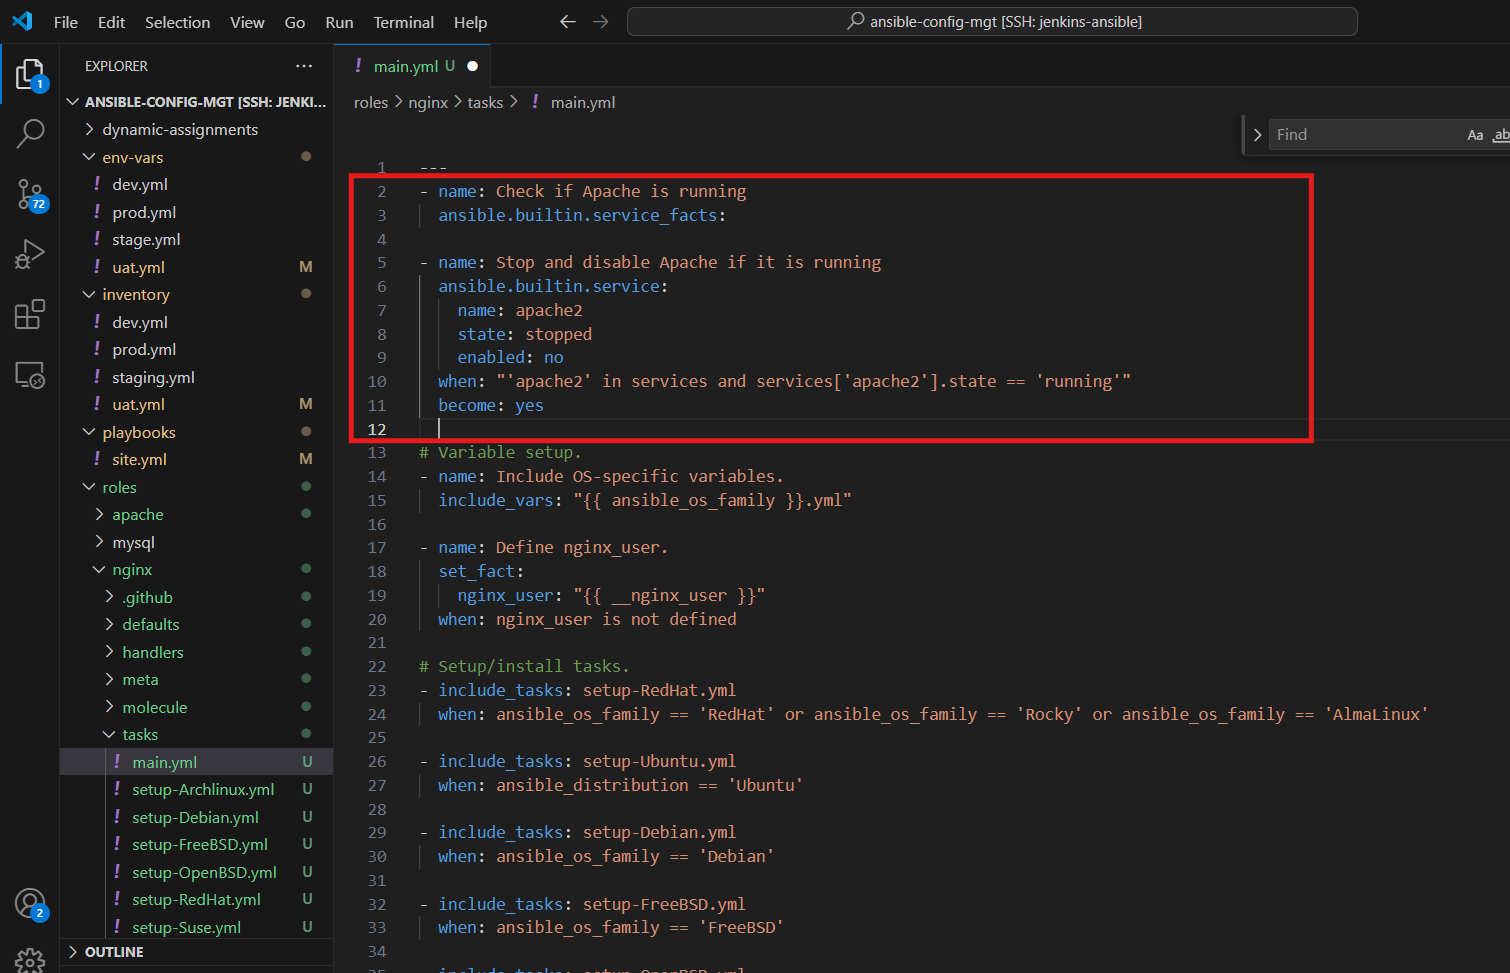 File Edit Selection View Go Run Terminal Help
ansible-config-mgt [SSH: jenkins-ansible]
EXPLORER
ANSIBLE-CONFIG-MGT [SSH: JENKI...
dynamic-assignments
env-vars
! dev.yml
! prod.yml
! stage.yml
! uat.yml M
inventory
! dev.yml
! prod.yml
! staging.yml
! uat.yml M
playbooks
! site.yml M
roles
apache
mysql
nginx
.github
defaults
handlers
meta
molecule
tasks
! main.yml U
! setup-Archlinux.yml U
! setup-Debian.yml U
! setup-FreeBSD.yml U
! setup-OpenBSD.yml U
! setup-RedHat.yml U
! setup-Suse.yml U
OUTLINE
1
72
2
! main.yml U
roles > nginx > tasks > ! main.yml
Find Aa ab
1 ---
2 - name: Check if Apache is running
3 ansible.builtin.service_facts:
4
5 - name: Stop and disable Apache if it is running
6 ansible.builtin.service:
7 name: apache2
8 state: stopped
9 enabled: no
10 when: "'apache2' in services and services['apache2'].state == 'running'"
11 become: yes
12
13 # Variable setup.
14 - name: Include OS-specific variables.
15 include_vars: "{{ ansible_os_family }}.yml"
16
17 - name: Define nginx_user.
18 set_fact:
19 nginx_user: "{{ __nginx_user }}"
20 when: nginx_user is not defined
21
22 # Setup/install tasks.
23 - include_tasks: setup-RedHat.yml
24 when: ansible_os_family == 'RedHat' or ansible_os_family == 'Rocky' or ansible_os_family == 'AlmaLinux'
25
26 - include_tasks: setup-Ubuntu.yml
27 when: ansible_distribution == 'Ubuntu'
28
29 - include_tasks: setup-Debian.yml
30 when: ansible_os_family == 'Debian'
31
32 - include_tasks: setup-FreeBSD.yml
33 when: ansible_os_family == 'FreeBSD'
34
35 - include_tasks: setup-OpenBSD.yml